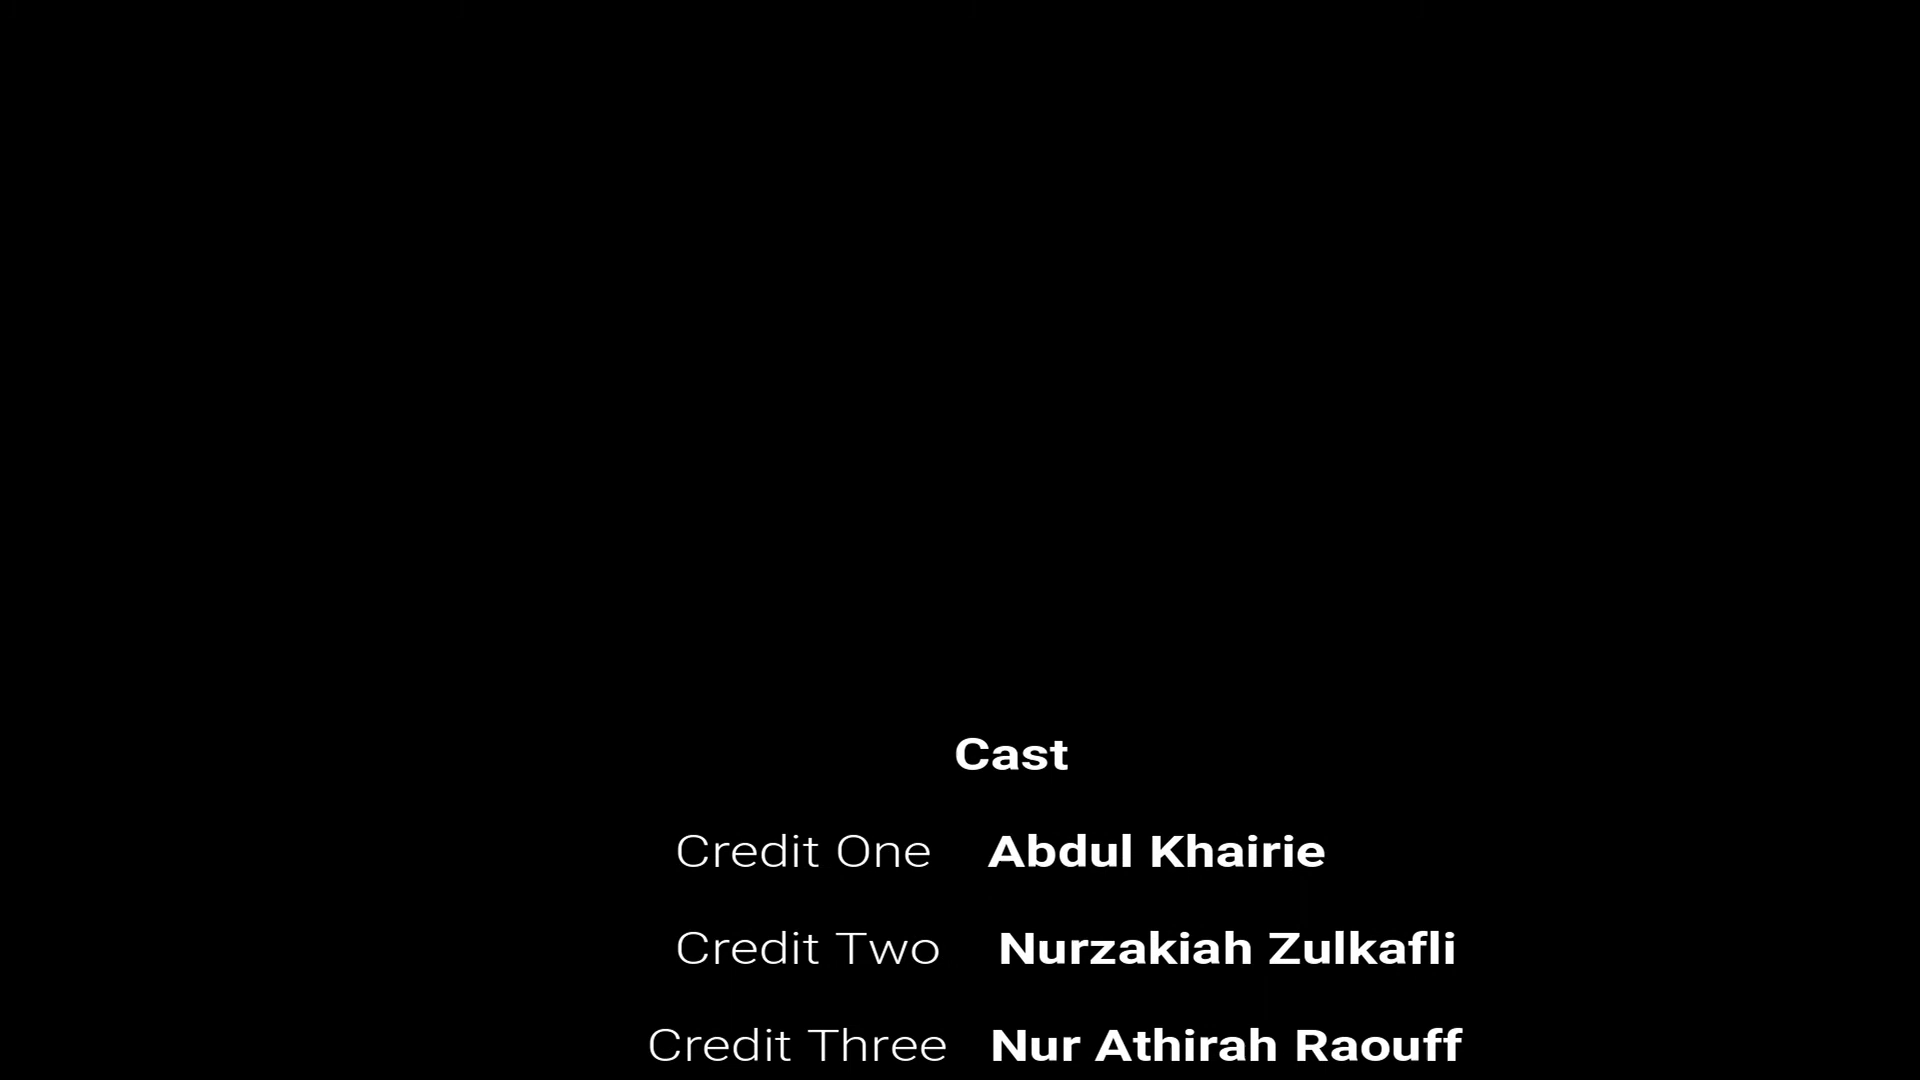 Cast
Credit One Abdul Khairie
Credit Two Nurzakiah Zulkafli
Credit Three Nur Athirah Raouff